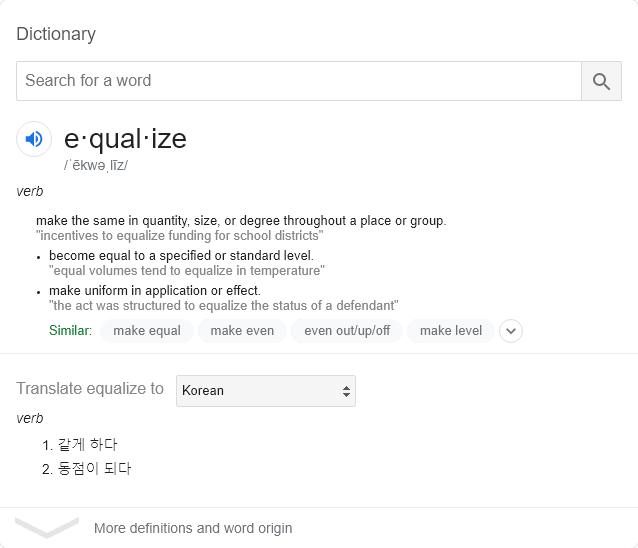 Dictionary
Search for a word
e·qual·ize
/ˈēkwəˌlīz/
verb
make the same in quantity, size, or degree throughout a place or group.
"incentives to equalize funding for school districts"
• become equal to a specified or standard level.
"equal volumes tend to equalize in temperature"
• make uniform in application or effect.
"the act was structured to equalize the status of a defendant"
Similar: make equal make even even out/up/off make level
Translate equalize to Korean
verb
1. 같게 하다
2. 동점이 되다
More definitions and word origin